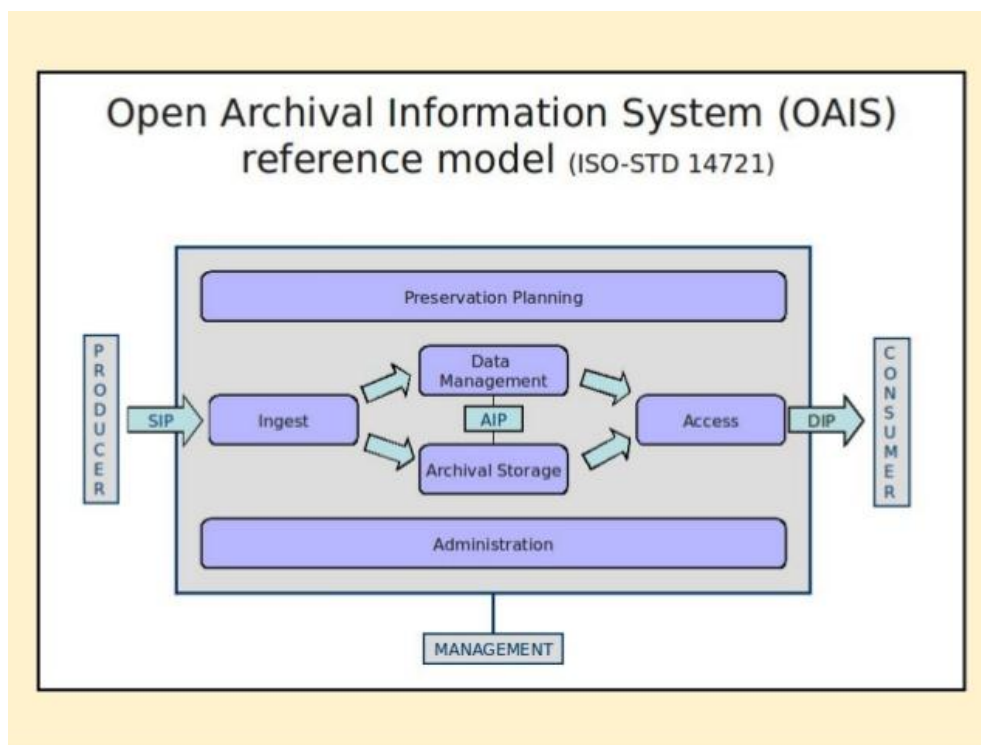 Open Archival Information System (OAIS)
reference model (ISO-STD 14721)
Preservation Planning
PRODUCER
SIP
Ingest
Data
Management
AIP
Archival Storage
Access
DIP
CONSUMER
Administration
MANAGEMENT